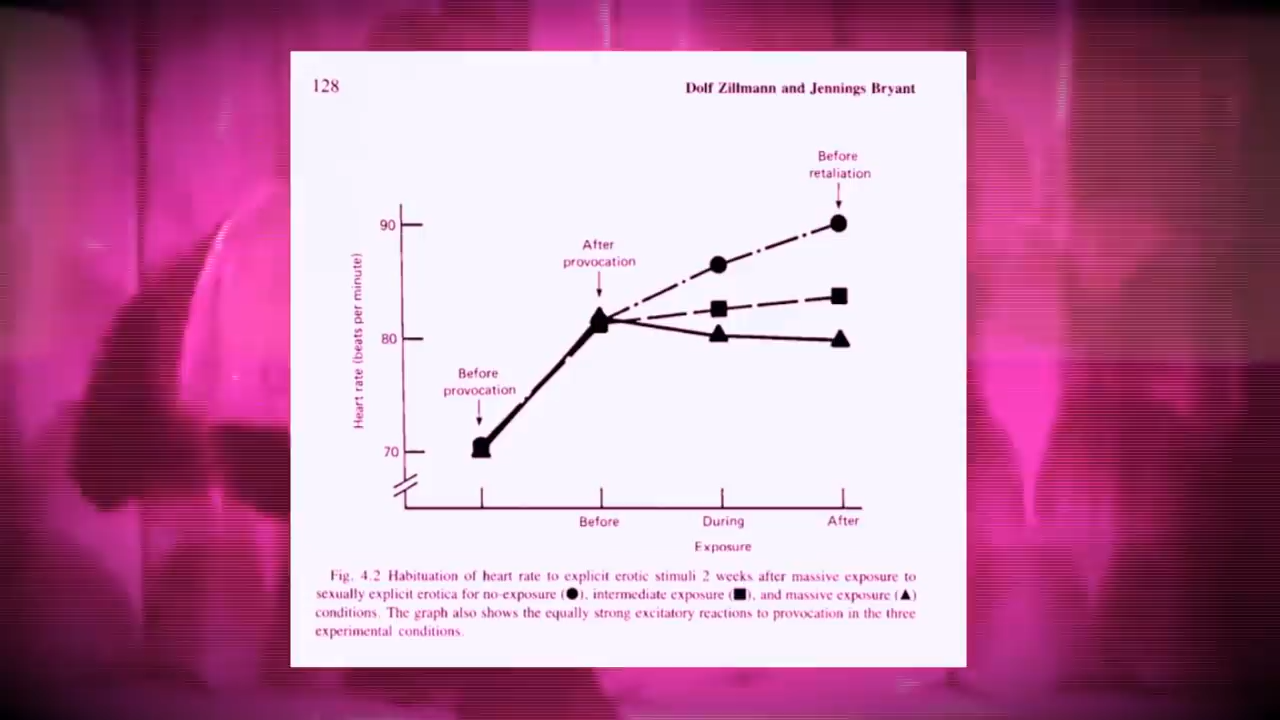 128
Dolf Zillmann and Jennings Bryant
Before
retaliation
90
After
provocation
Heart rate (beats per minute)
80
Before
provocation
70
Before
During
After
Exposure
Fig. 4.2 Habituation of heart rate to explicit erotic stimuli 2 weeks after massive exposure to
sexually explicit erotica for no-exposure (●), intermediate exposure (■), and massive exposure (▲)
conditions. The graph also shows the equally strong excitatory reactions to provocation in the three
experimental conditions.